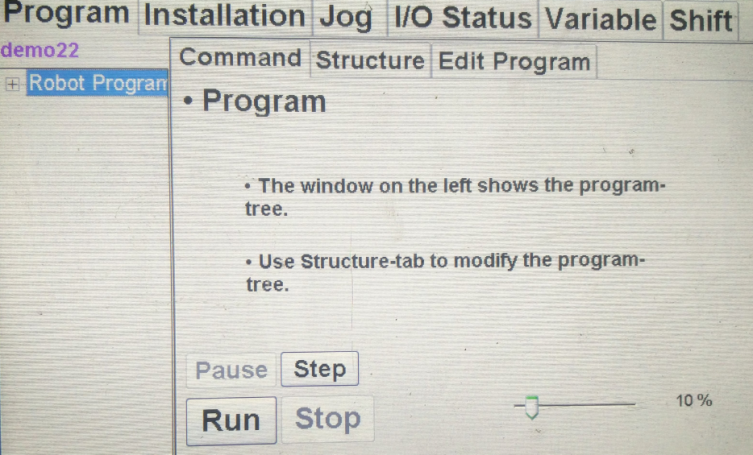 Program Installation Jog I/O Status Variable Shift
demo22
Command Structure Edit Program
Robot Program
• Program
• The window on the left shows the program-
tree.
• Use Structure-tab to modify the program-
tree.
Pause Step
Run Stop
10 %